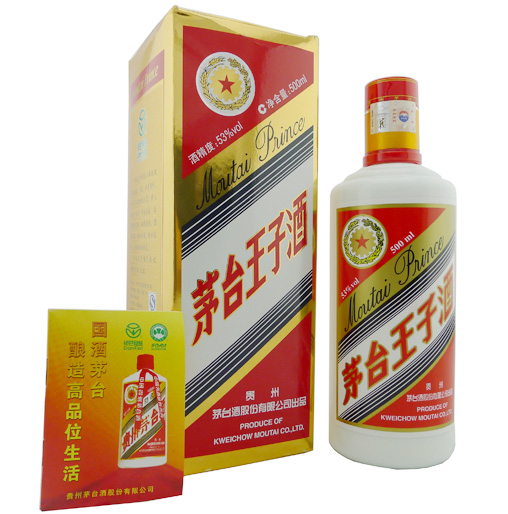 净含量:500ml
酒精度:53%vol
Moutai Prince
茅台王子酒
贵州
茅台酒股份有限公司出品
PRODUCE OF
KWEICHOW MOUTAI CO.,LTD.
500 ml
53%vol
Moutai Prince
茅台王子酒
贵州
茅台酒股份有限公司出品
PRODUCE OF
KWEICHOW MOUTAI CO.,LTD.
国酒茅台
酿造高品位生活
贵州茅台
贵州茅台酒股份有限公司